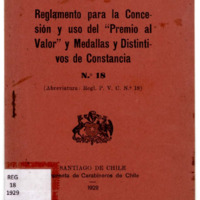 Reglamento para la Conce-
sión y uso del "Premio al
Valor" y Medallas y Distinti-
vos de Constancia
N.º 18
(Abreviatura: Regl. P. V. C. N.º 18)
SANTIAGO DE CHILE
Imprenta de Carabineros de Chile
1929
REG
18
1929